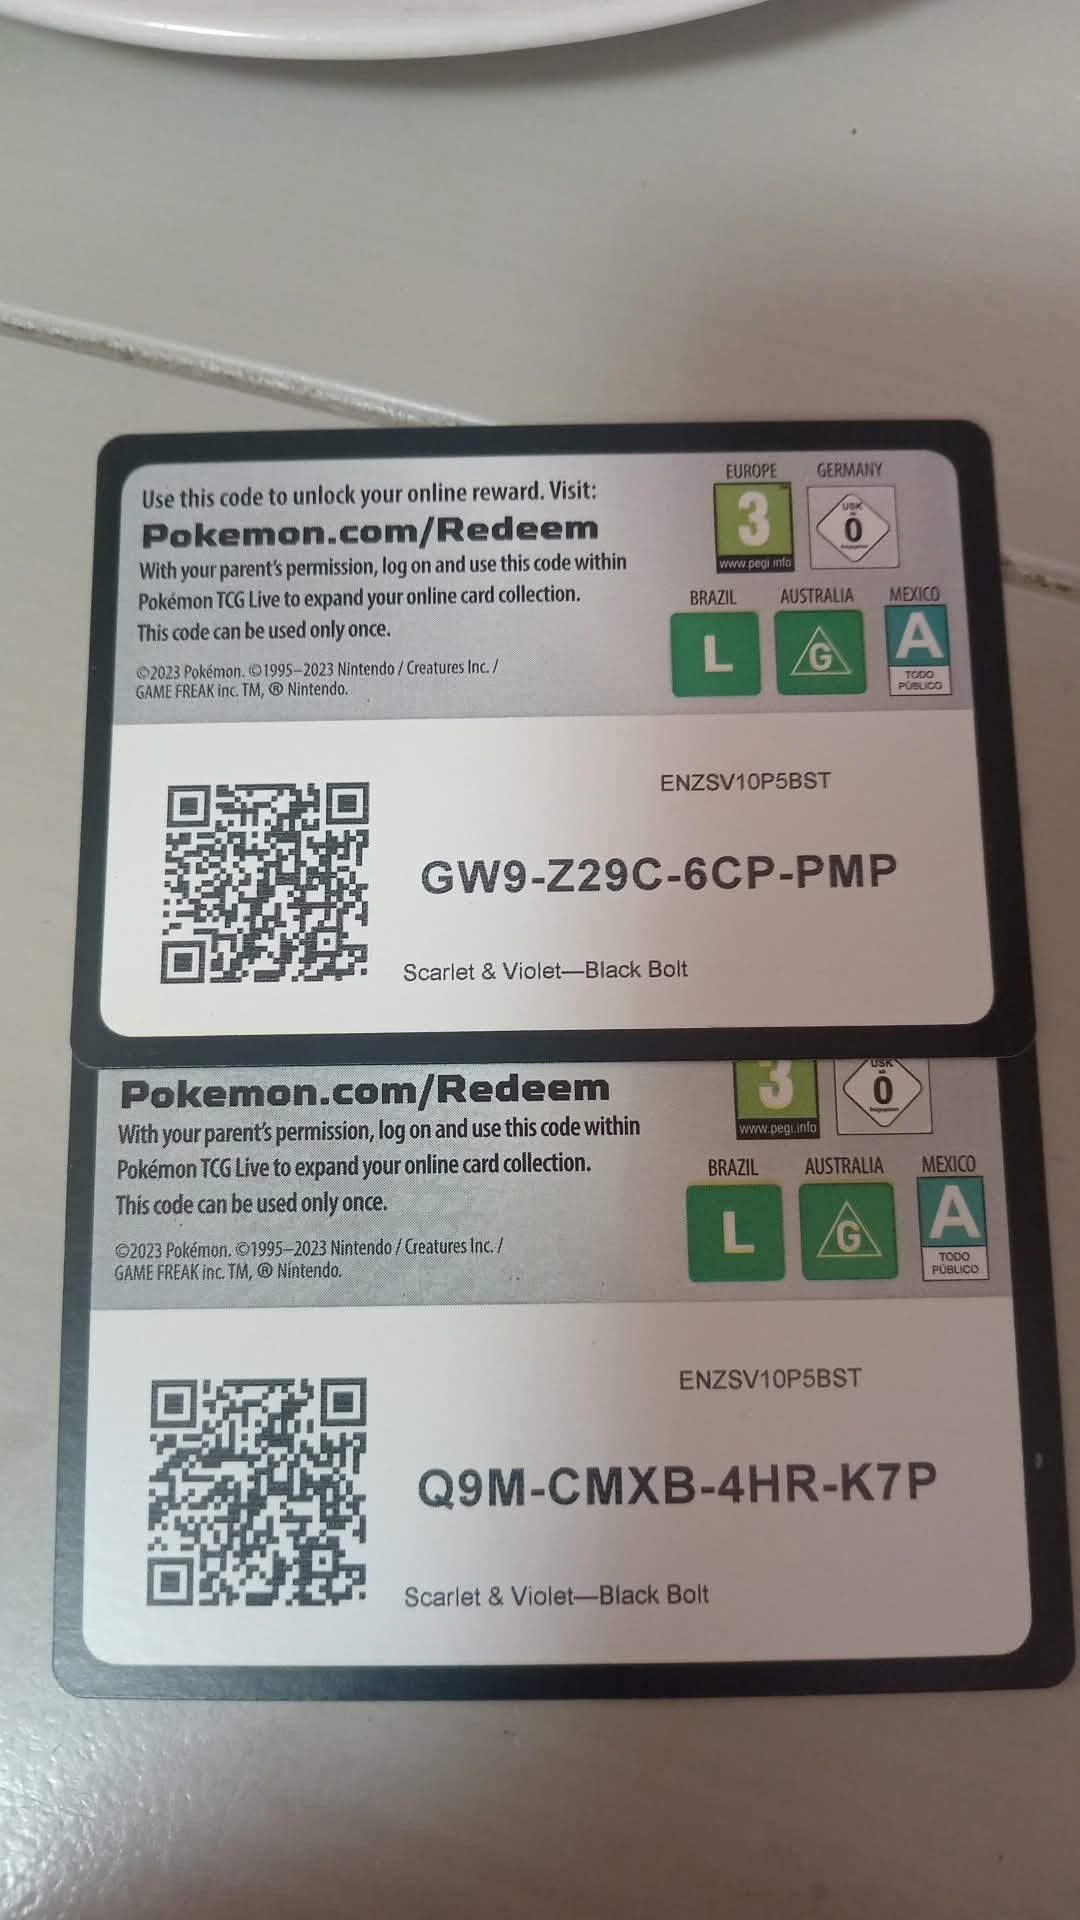 Use this code to unlock your online reward. Visit:
Pokemon.com/Redeem
With your parent's permission, log on and use this code within
Pokémon TCG Live to expand your online card collection.
This code can be used only once.
©2023 Pokémon. ©1995–2023 Nintendo / Creatures Inc. /
GAME FREAK inc. TM, ® Nintendo.
EUROPE GERMANY
3 USK ab 0
www.pegi.info
BRAZIL AUSTRALIA MEXICO
L G A
TODO
PÚBLICO
ENZSV10P5BST
GW9-Z29C-6CP-PMP
Scarlet & Violet—Black Bolt
Pokemon.com/Redeem
With your parent's permission, log on and use this code within
Pokémon TCG Live to expand your online card collection.
This code can be used only once.
©2023 Pokémon. ©1995–2023 Nintendo / Creatures Inc. /
GAME FREAK inc. TM, ® Nintendo.
3 USK ab 0
www.pegi.info
BRAZIL AUSTRALIA MEXICO
L G A
TODO
PÚBLICO
ENZSV10P5BST
Q9M-CMXB-4HR-K7P
Scarlet & Violet—Black Bolt